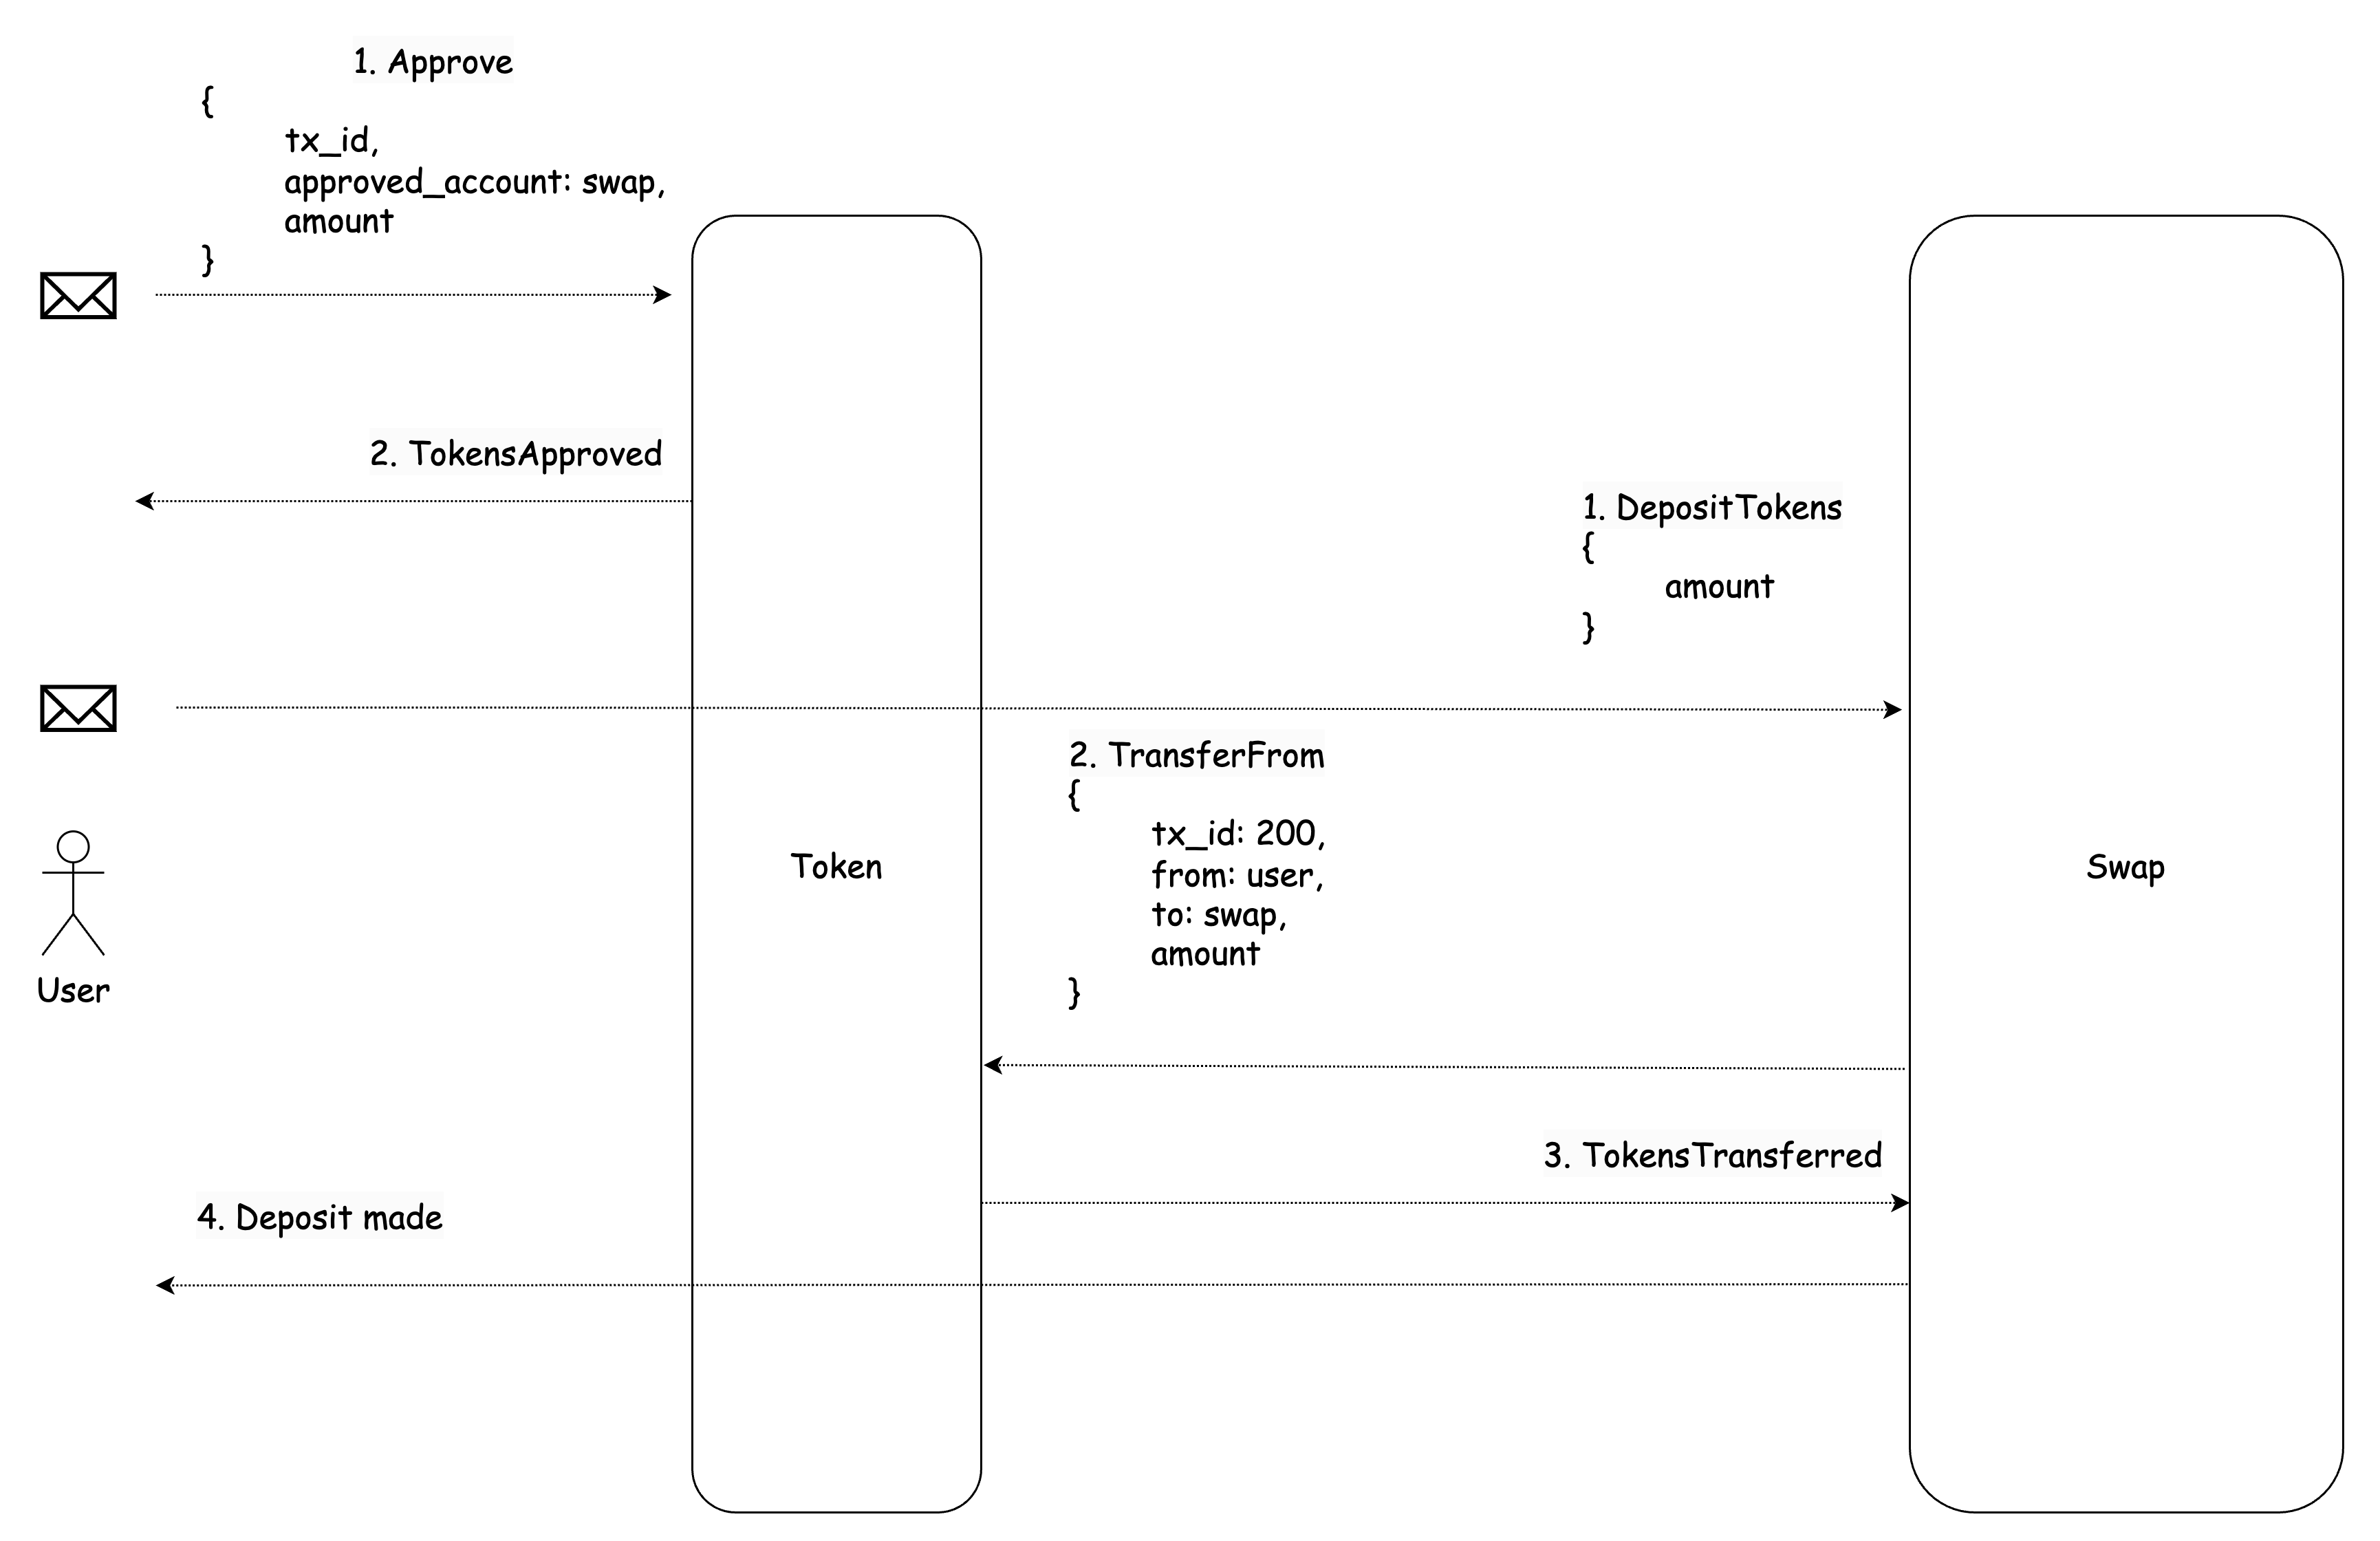 1. Approve
{
tx_id,
approved_account: swap,
amount
}
2. TokensApproved
1. DepositTokens
{
amount
}
2. TransferFrom
{
tx_id: 200,
from: user,
to: swap,
amount
}
Token
Swap
User
3. TokensTransferred
4. Deposit made